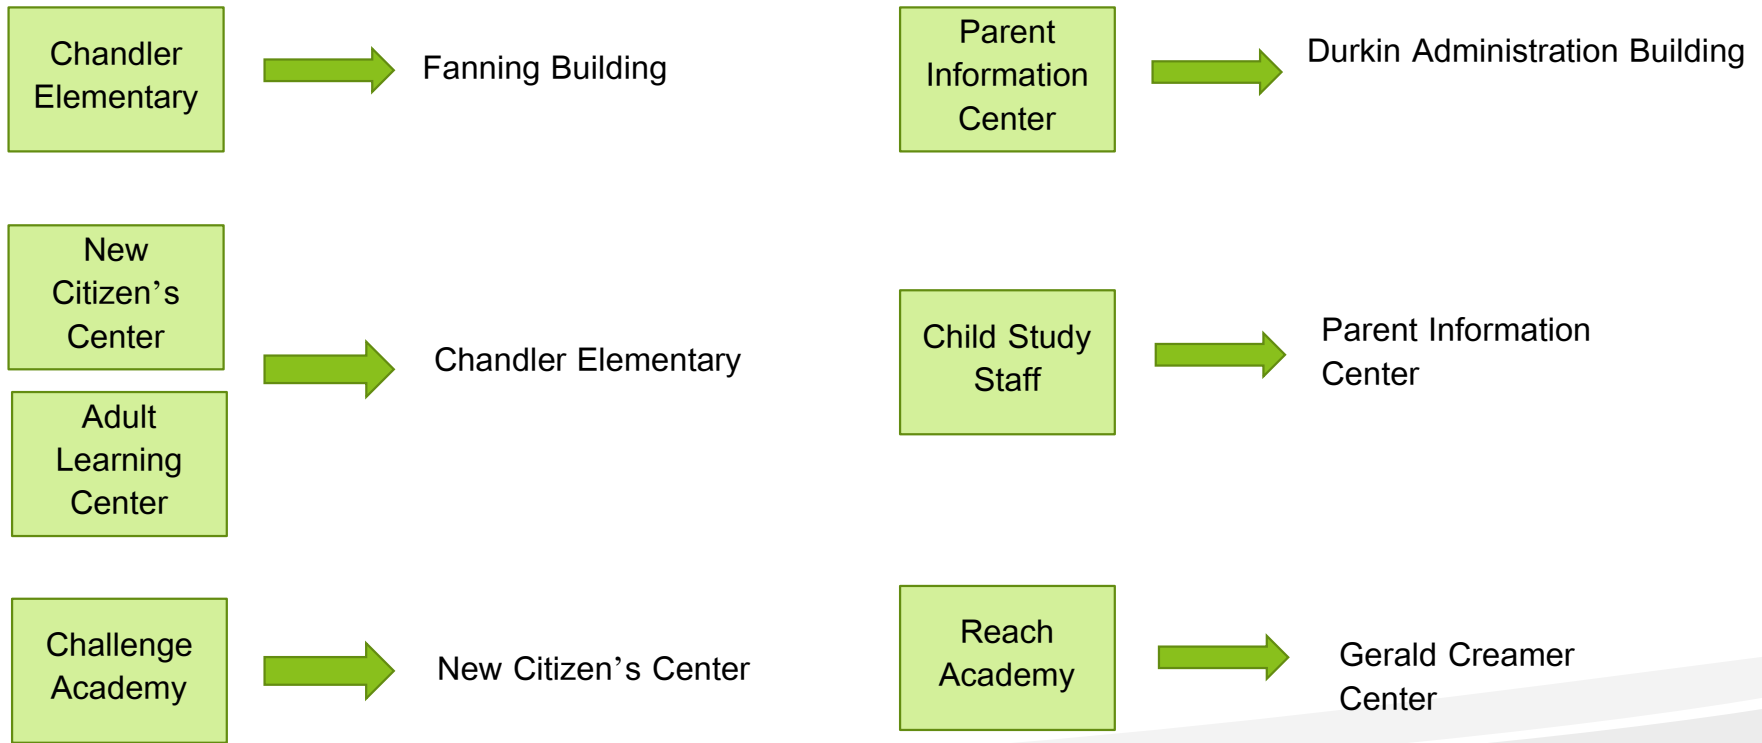 Chandler
Elementary
Fanning Building
New
Citizen’s
Center
Adult
Learning
Center
Chandler Elementary
Challenge
Academy
New Citizen’s Center
Parent
Information
Center
Durkin Administration Building
Child Study
Staff
Parent Information
Center
Reach
Academy
Gerald Creamer
Center